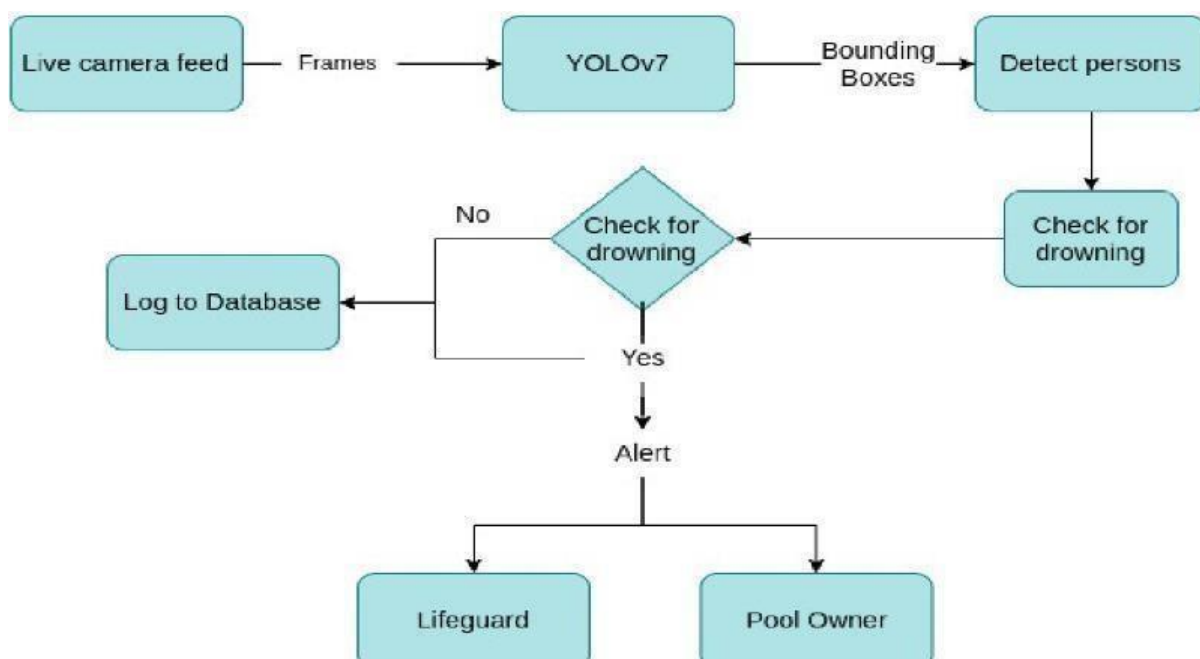 Live camera feed
Frames
YOLOv7
Bounding
Boxes
Detect persons
No
Check for
drowning
Check for
drowning
Log to Database
Yes
Alert
Lifeguard
Pool Owner